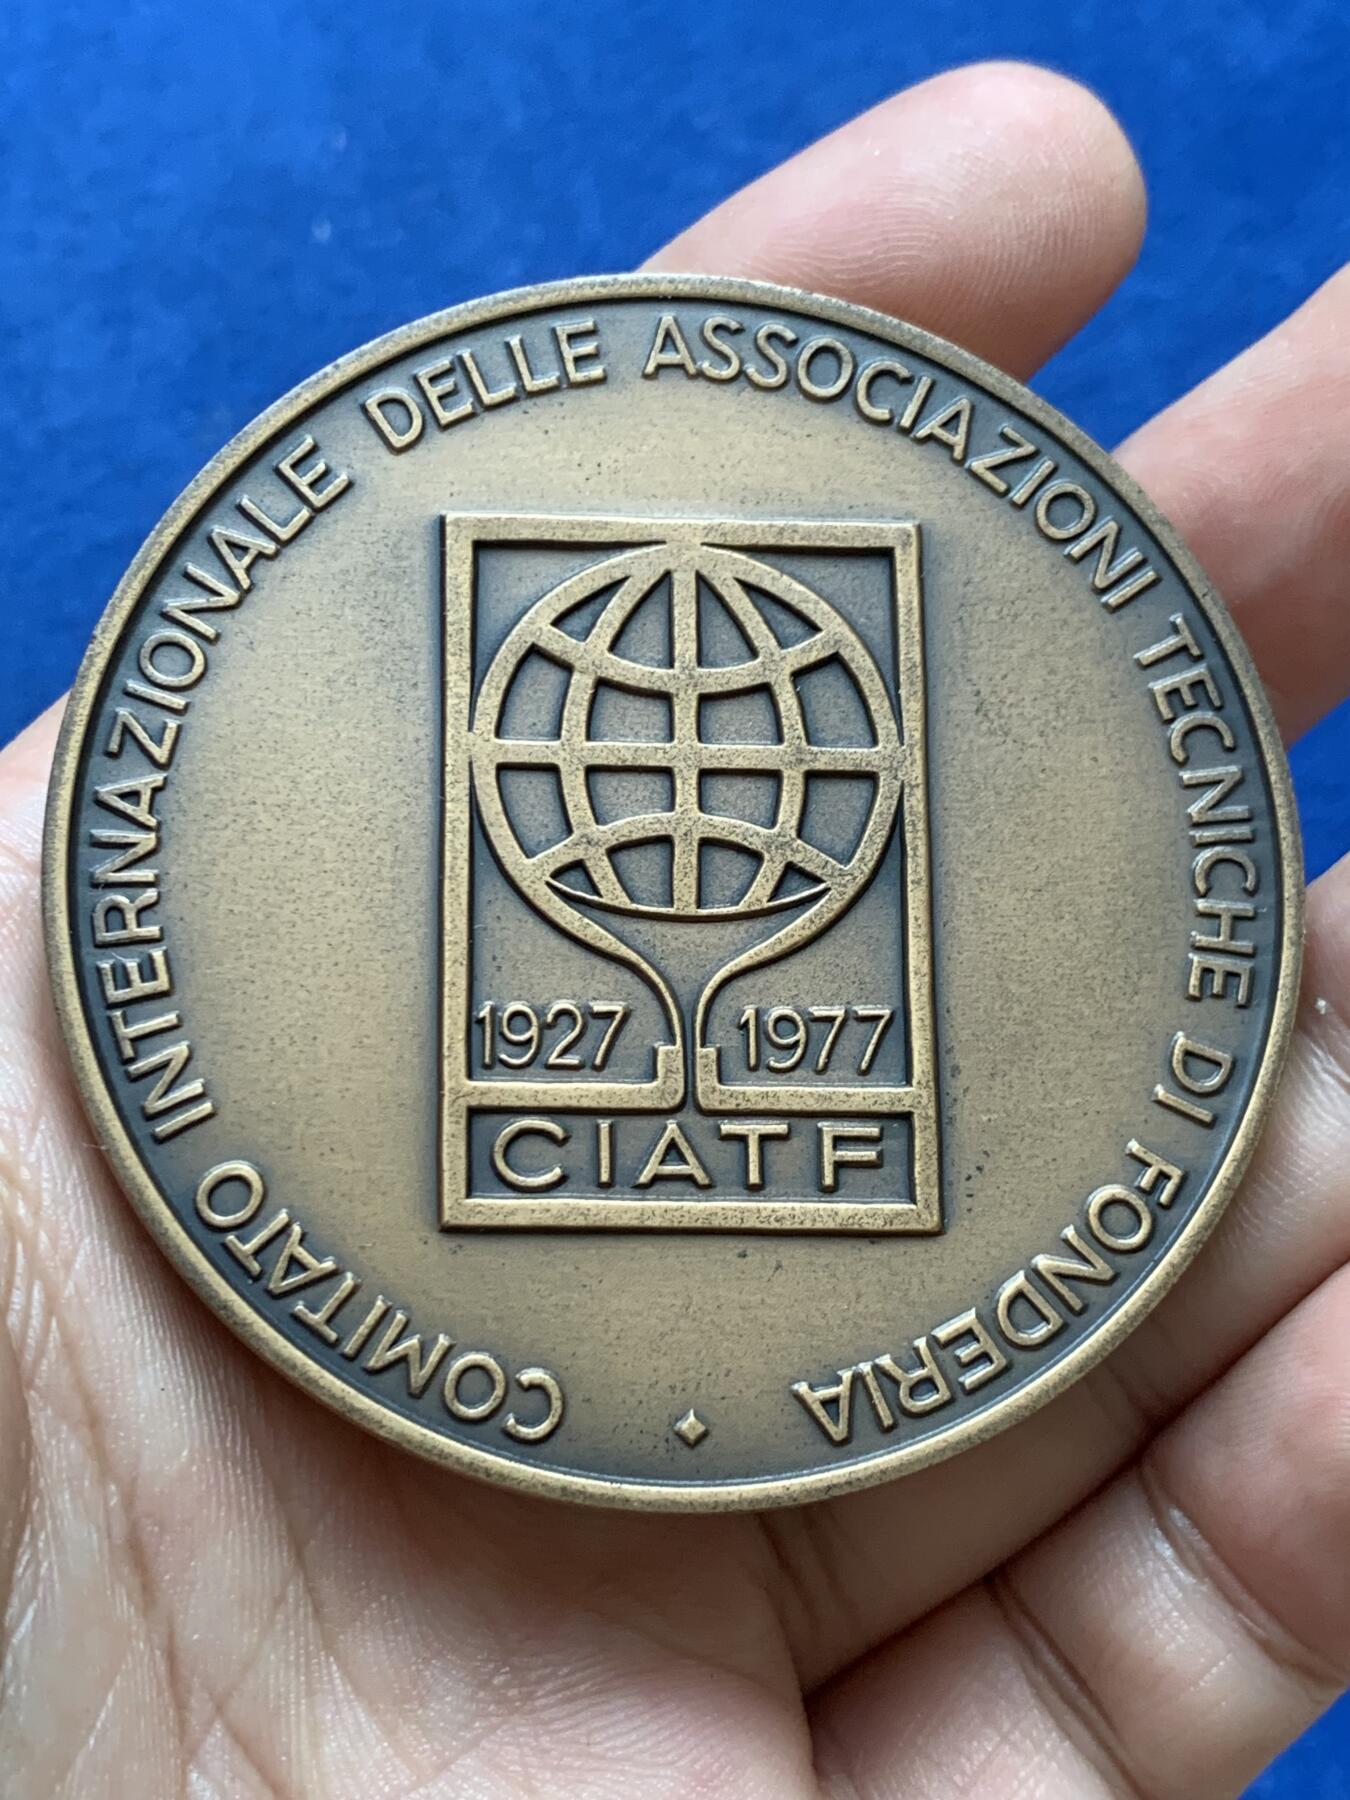 COMITATO INTERNAZIONALE DELLE ASSOCIAZIONI TECNICHE DI FONDERIA
1927 1977
CIATF